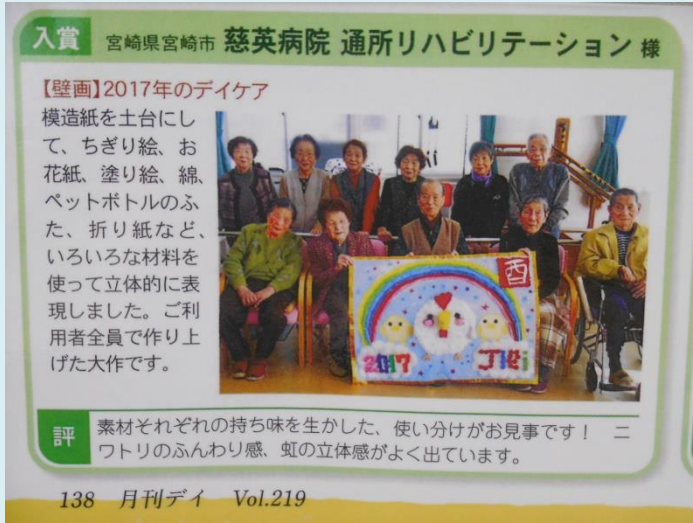 入賞 宮崎県宮崎市 慈英病院 通所リハビリテーション 様
【壁画】2017年のデイケア
模造紙を土台にし
て、ちぎり絵、お
花紙、塗り絵、綿、
ペットボトルのふ
た、折り紙など、
いろいろな材料を
使って立体的に表
現しました。ご利
用者全員で作り上
げた大作です。
酉
2017 JIKEI
評 素材それぞれの持ち味を生かした、使い分けがお見事です！ ニ
ワトリのふんわり感、虹の立体感がよく出ています。
138 月刊デイ Vol.219